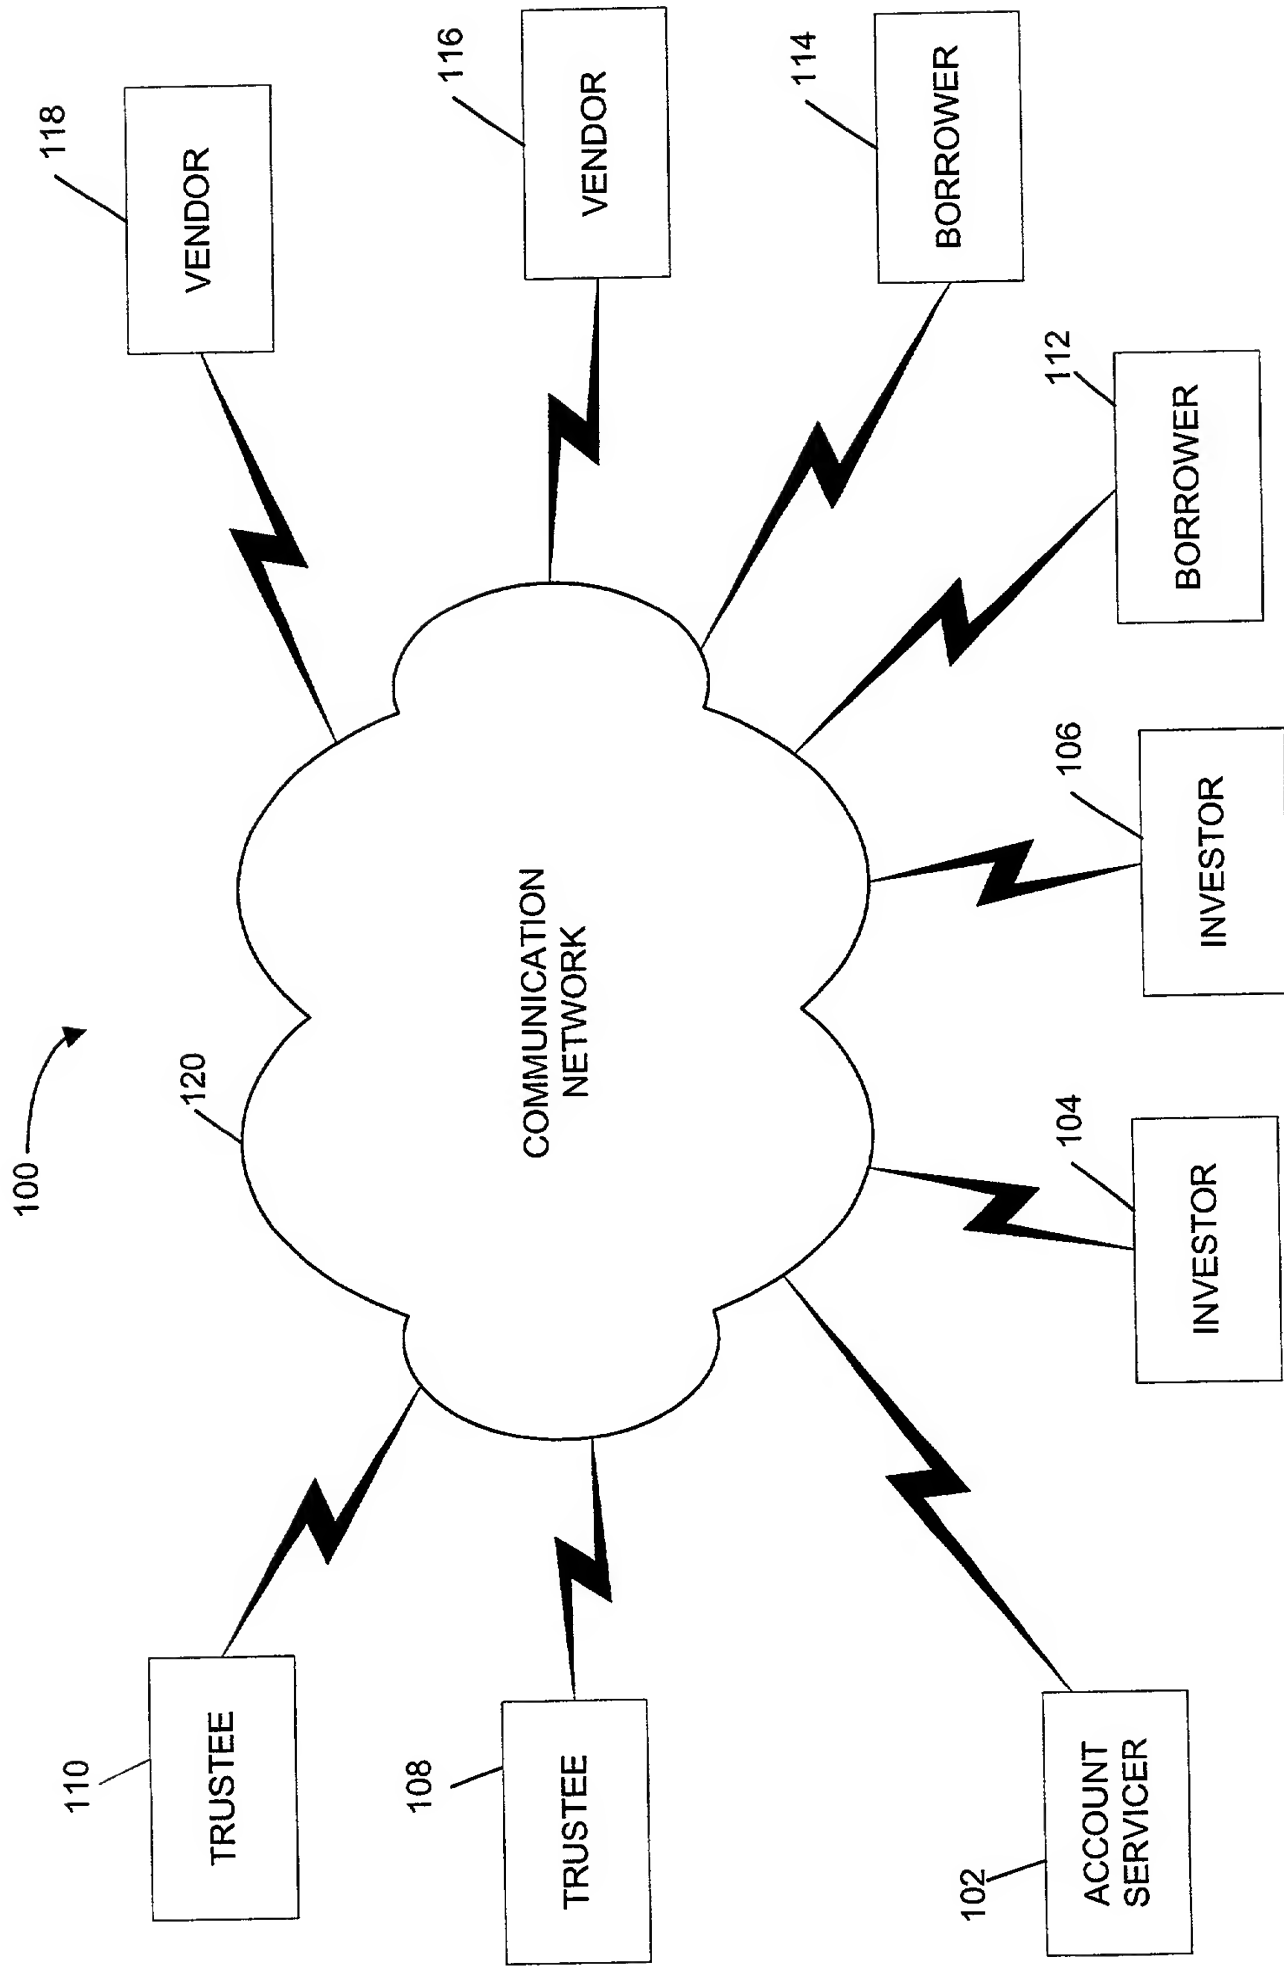 100
120
110
TRUSTEE
108
TRUSTEE
102
ACCOUNT
SERVICER
COMMUNICATION
NETWORK
104
INVESTOR
106
INVESTOR
112
BORROWER
114
BORROWER
116
VENDOR
118
VENDOR